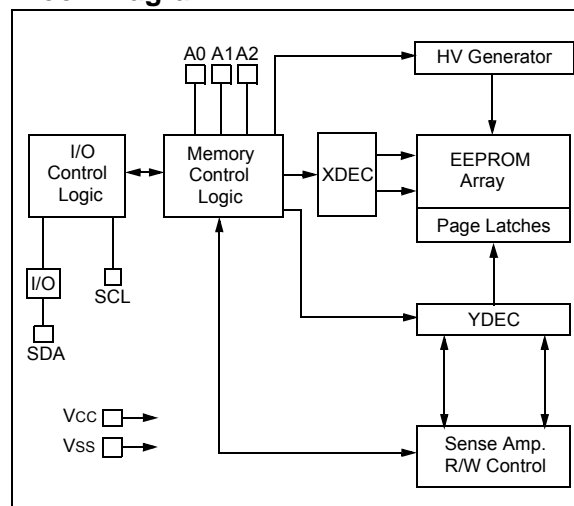 A0 A1 A2
HV Generator
I/O
Control
Logic
Memory
Control
Logic
XDEC
EEPROM
Array
Page Latches
I/O
SCL
SDA
YDEC
Vcc
Vss
Sense Amp.
R/W Control